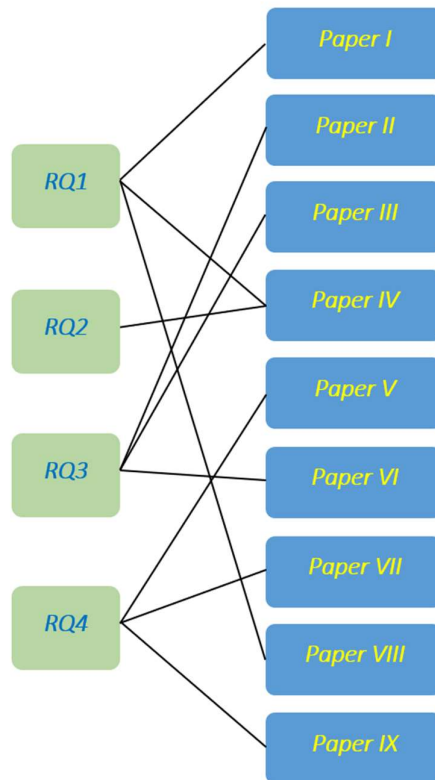 Paper I
Paper II
RQ1
Paper III
Paper IV
RQ2
Paper V
RQ3
Paper VI
Paper VII
RQ4
Paper VIII
Paper IX